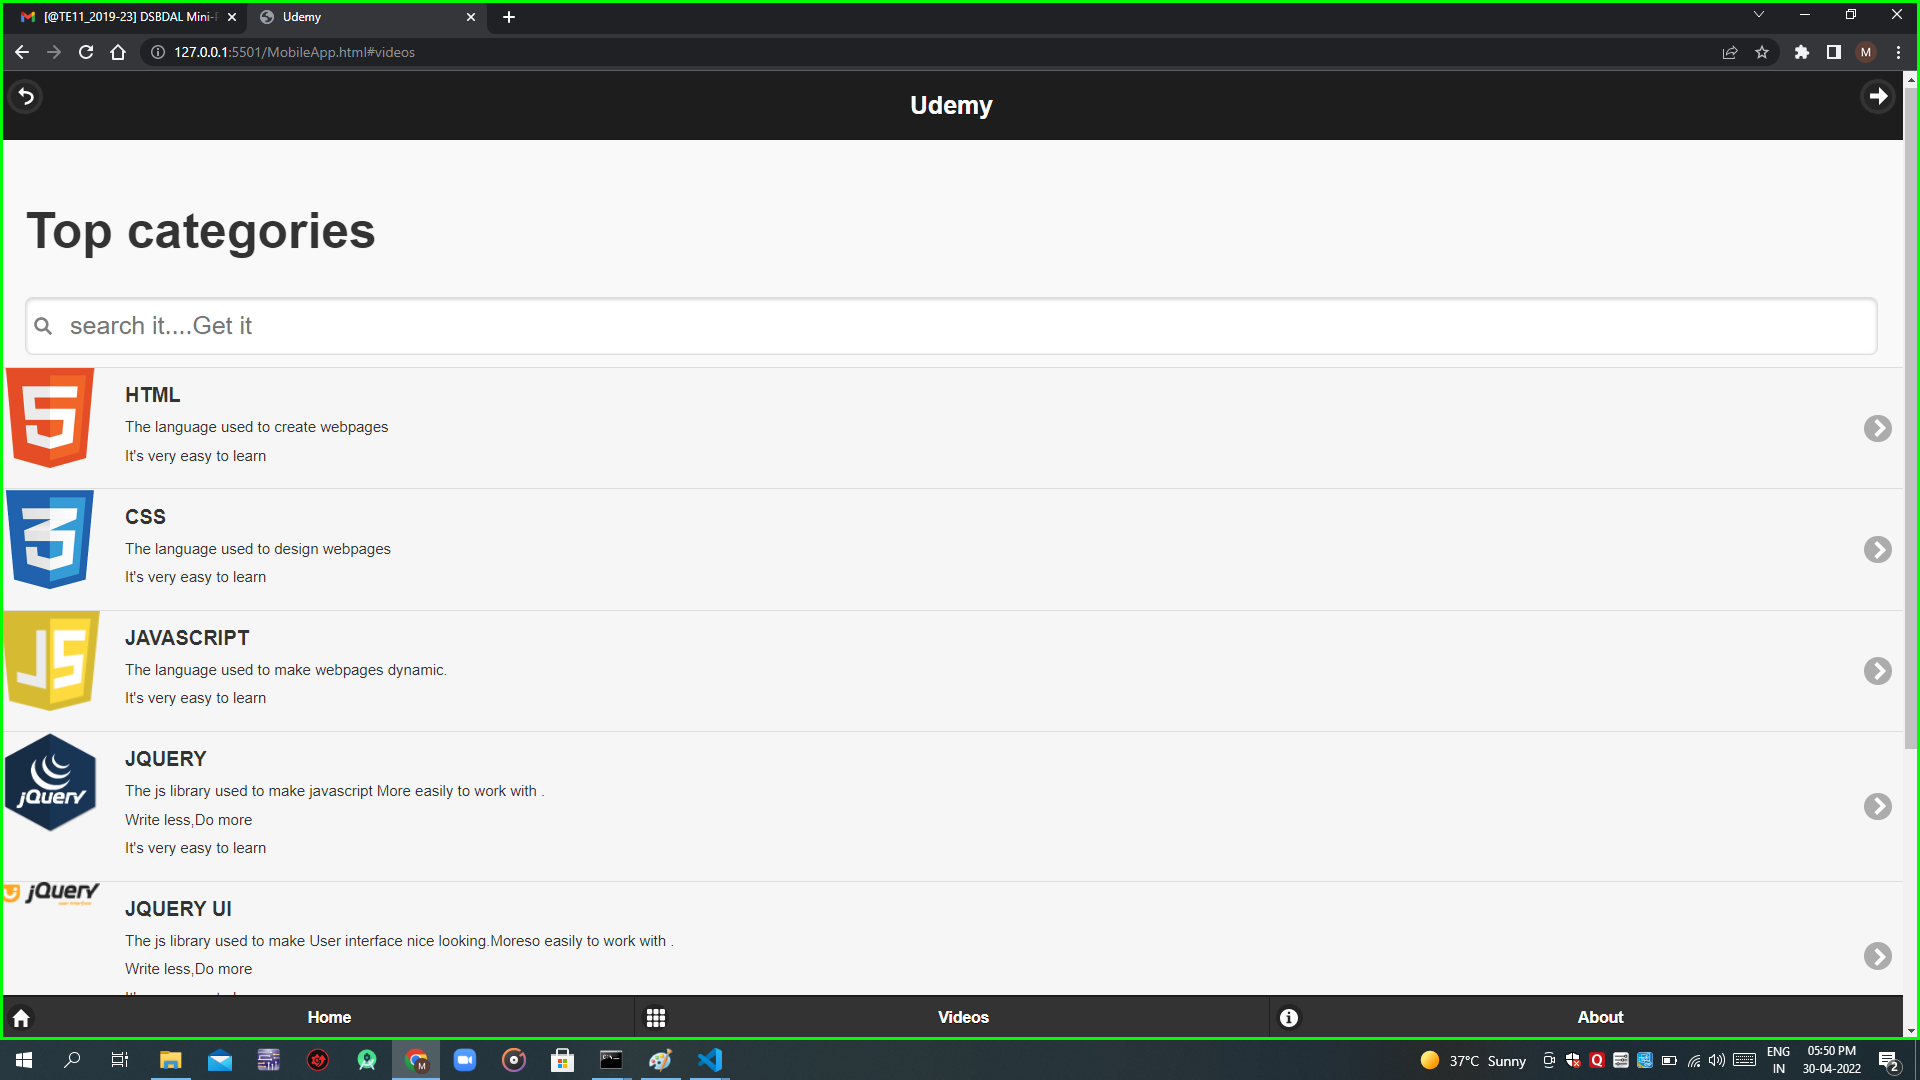 [@TE11_2019-23] DSBDAL Mini-
Udemy
127.0.0.1:5501/MobileApp.html#videos
M
Udemy
Top categories
search it....Get it
HTML
The language used to create webpages
It's very easy to learn
CSS
The language used to design webpages
It's very easy to learn
JS
JAVASCRIPT
The language used to make webpages dynamic.
It's very easy to learn
jQuery
JQUERY
The js library used to make javascript More easily to work with .
Write less,Do more
It's very easy to learn
jQuery
JQUERY UI
The js library used to make User interface nice looking.Moreso easily to work with .
Write less,Do more
Home
Videos
About
M
37°C Sunny
ENG
IN
05:50 PM
30-04-2022
2